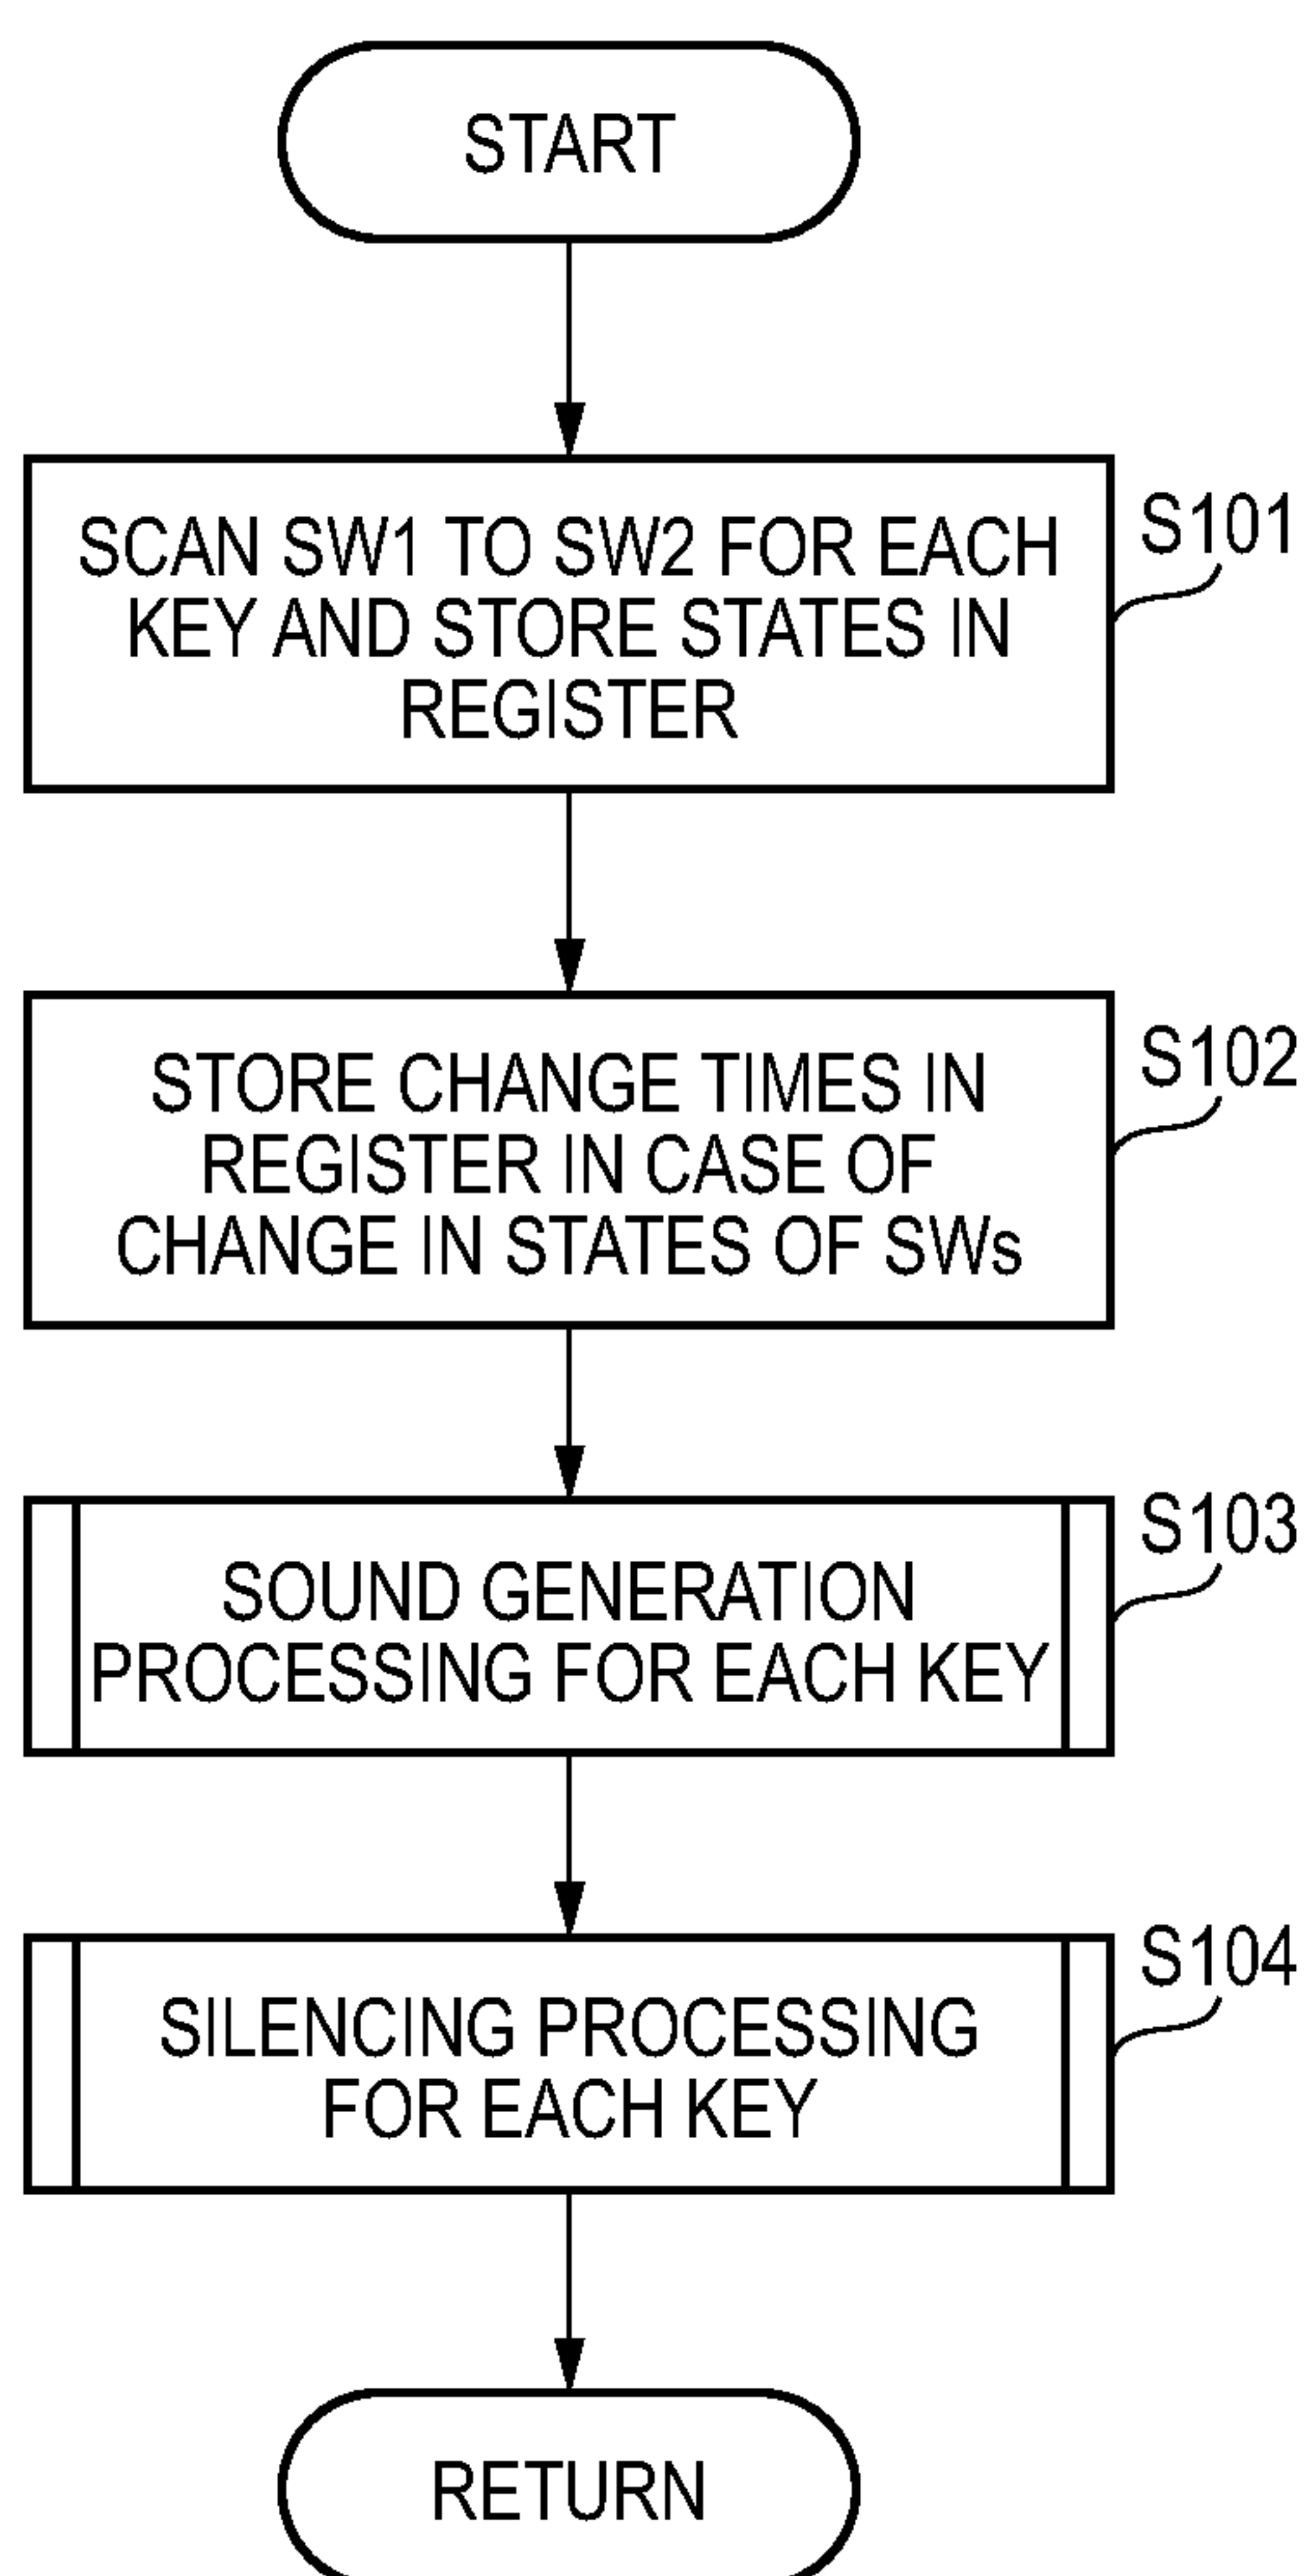 START
SCAN SW1 TO SW2 FOR EACH
KEY AND STORE STATES IN
REGISTER
S101
STORE CHANGE TIMES IN
REGISTER IN CASE OF
CHANGE IN STATES OF SWs
S102
SOUND GENERATION
PROCESSING FOR EACH KEY
S103
SILENCING PROCESSING
FOR EACH KEY
S104
RETURN